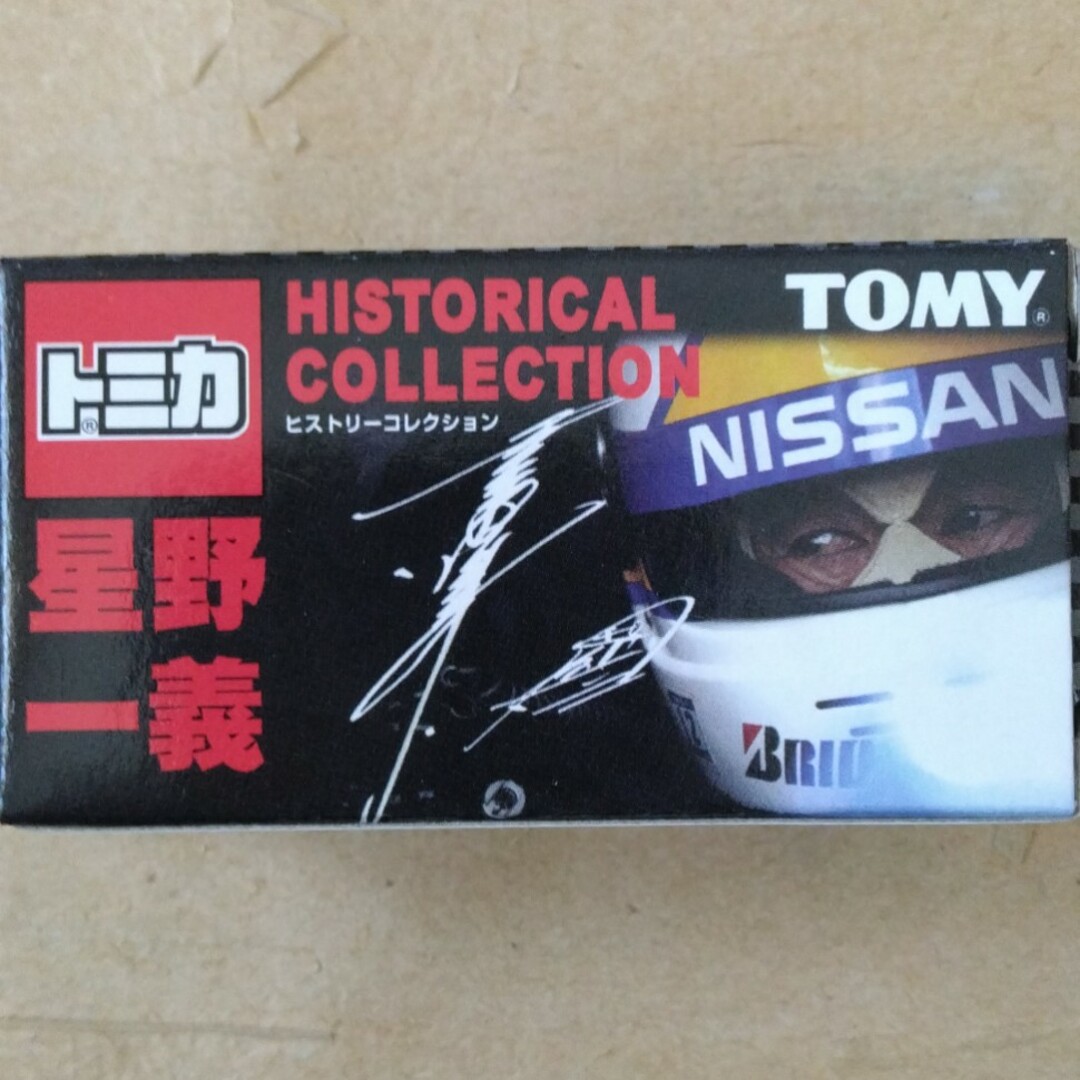 トミカ®
HISTORICAL
COLLECTION
ヒストリーコレクション
TOMY®
NISSAN
星野
一義
BRID